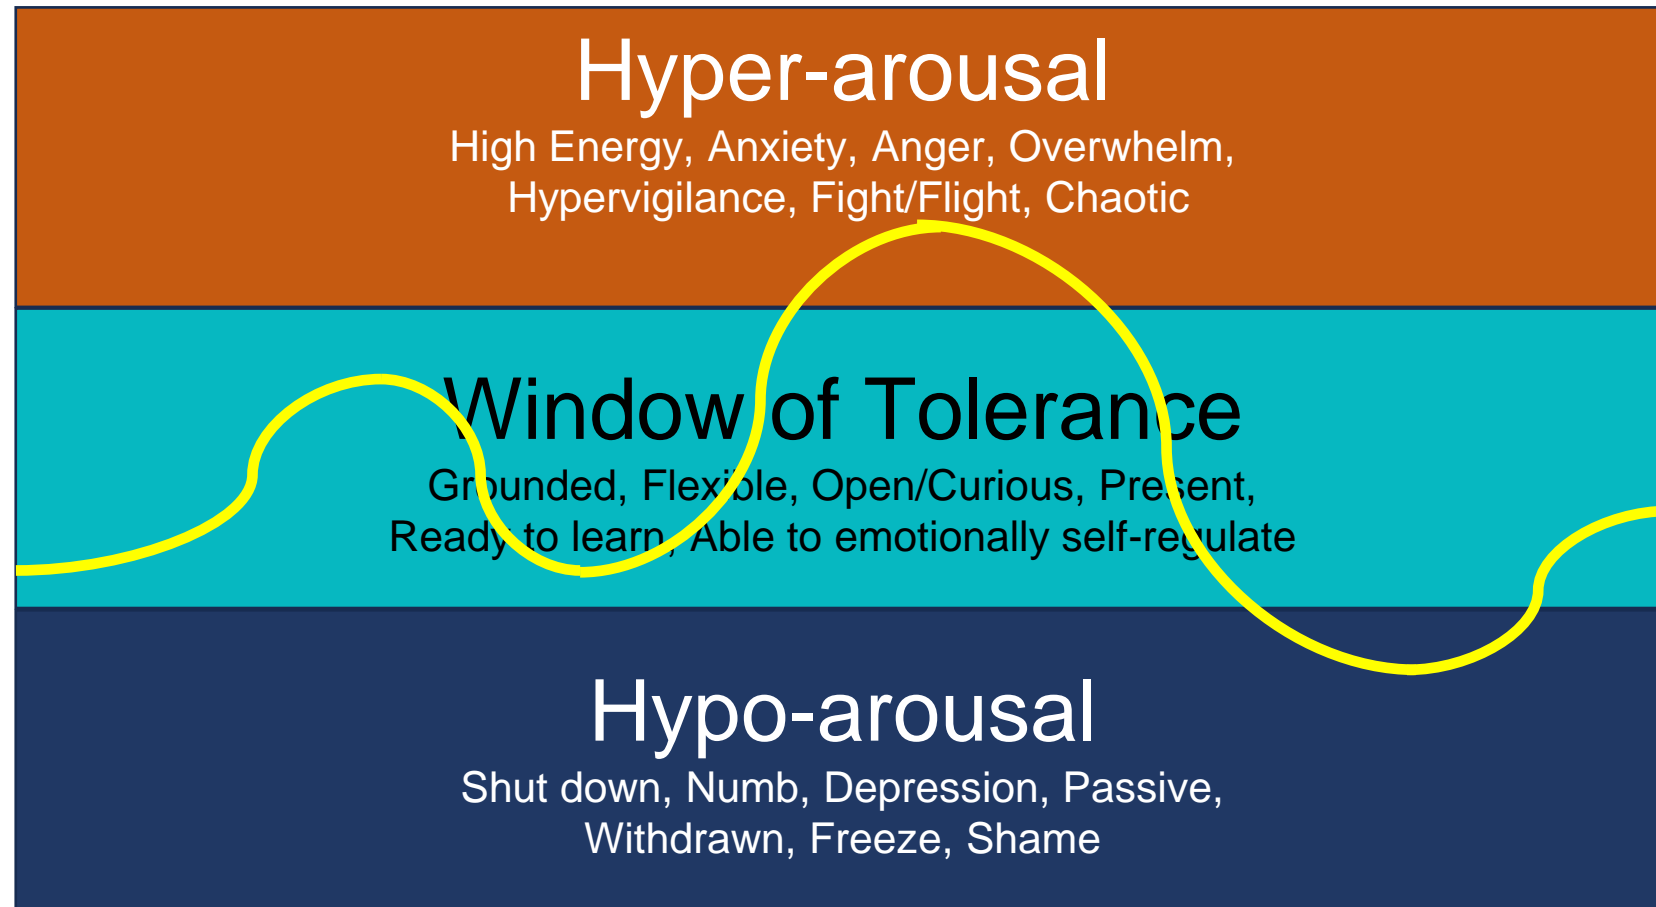 Hyper-arousal
High Energy, Anxiety, Anger, Overwhelm,
Hypervigilance, Fight/Flight, Chaotic
Window of Tolerance
Grounded, Flexible, Open/Curious, Present,
Ready to learn, Able to emotionally self-regulate
Hypo-arousal
Shut down, Numb, Depression, Passive,
Withdrawn, Freeze, Shame